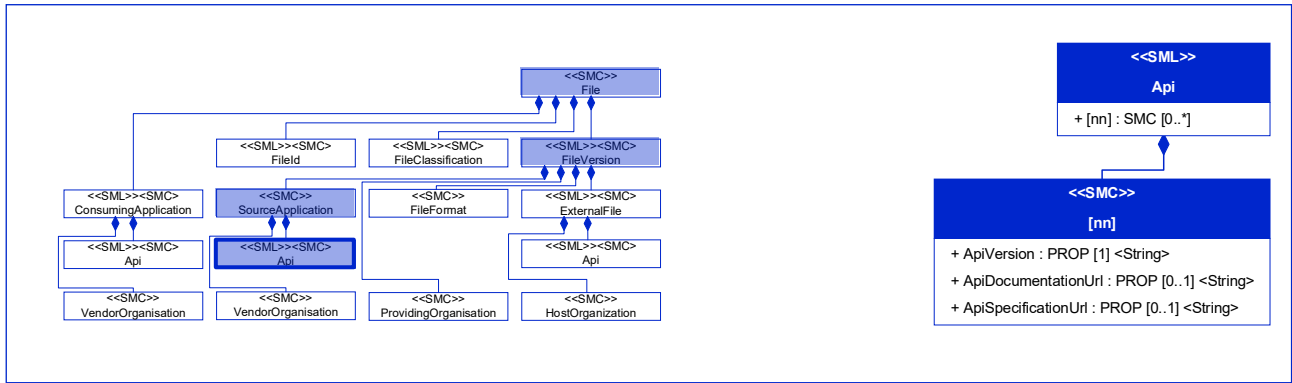 <<SMC>>
File
<<SML>><<SMC>
FileId
<<SML>><<SMC>
FileClassification
<<SML>><<SMC>
FileVersion
<<SML>><<SMC>
ConsumingApplication
<<SMC>>
SourceApplication
<<SMC>>
FileFormat
<<SML>><<SMC>
ExternalFile
<<SML>><<SMC>
Api
<<SML>><<SMC>
Api
<<SML>><<SMC>
Api
<<SMC>>
VendorOrganisation
<<SMC>>
VendorOrganisation
<<SMC>>
ProvidingOrganisation
<<SMC>>
HostOrganization
<<SML>>
Api
+ [nn] : SMC [0..*]
<<SMC>>
[nn]
+ ApiVersion : PROP [1] <String>
+ ApiDocumentationUrl : PROP [0..1] <String>
+ ApiSpecificationUrl : PROP [0..1] <String>